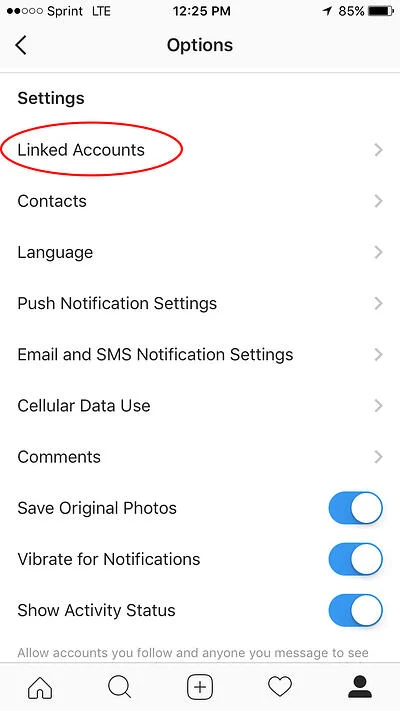 Sprint LTE 12:25 PM 85%
Options
Settings
Linked Accounts
Contacts
Language
Push Notification Settings
Email and SMS Notification Settings
Cellular Data Use
Comments
Save Original Photos
Vibrate for Notifications
Show Activity Status
Allow accounts you follow and anyone you message to see